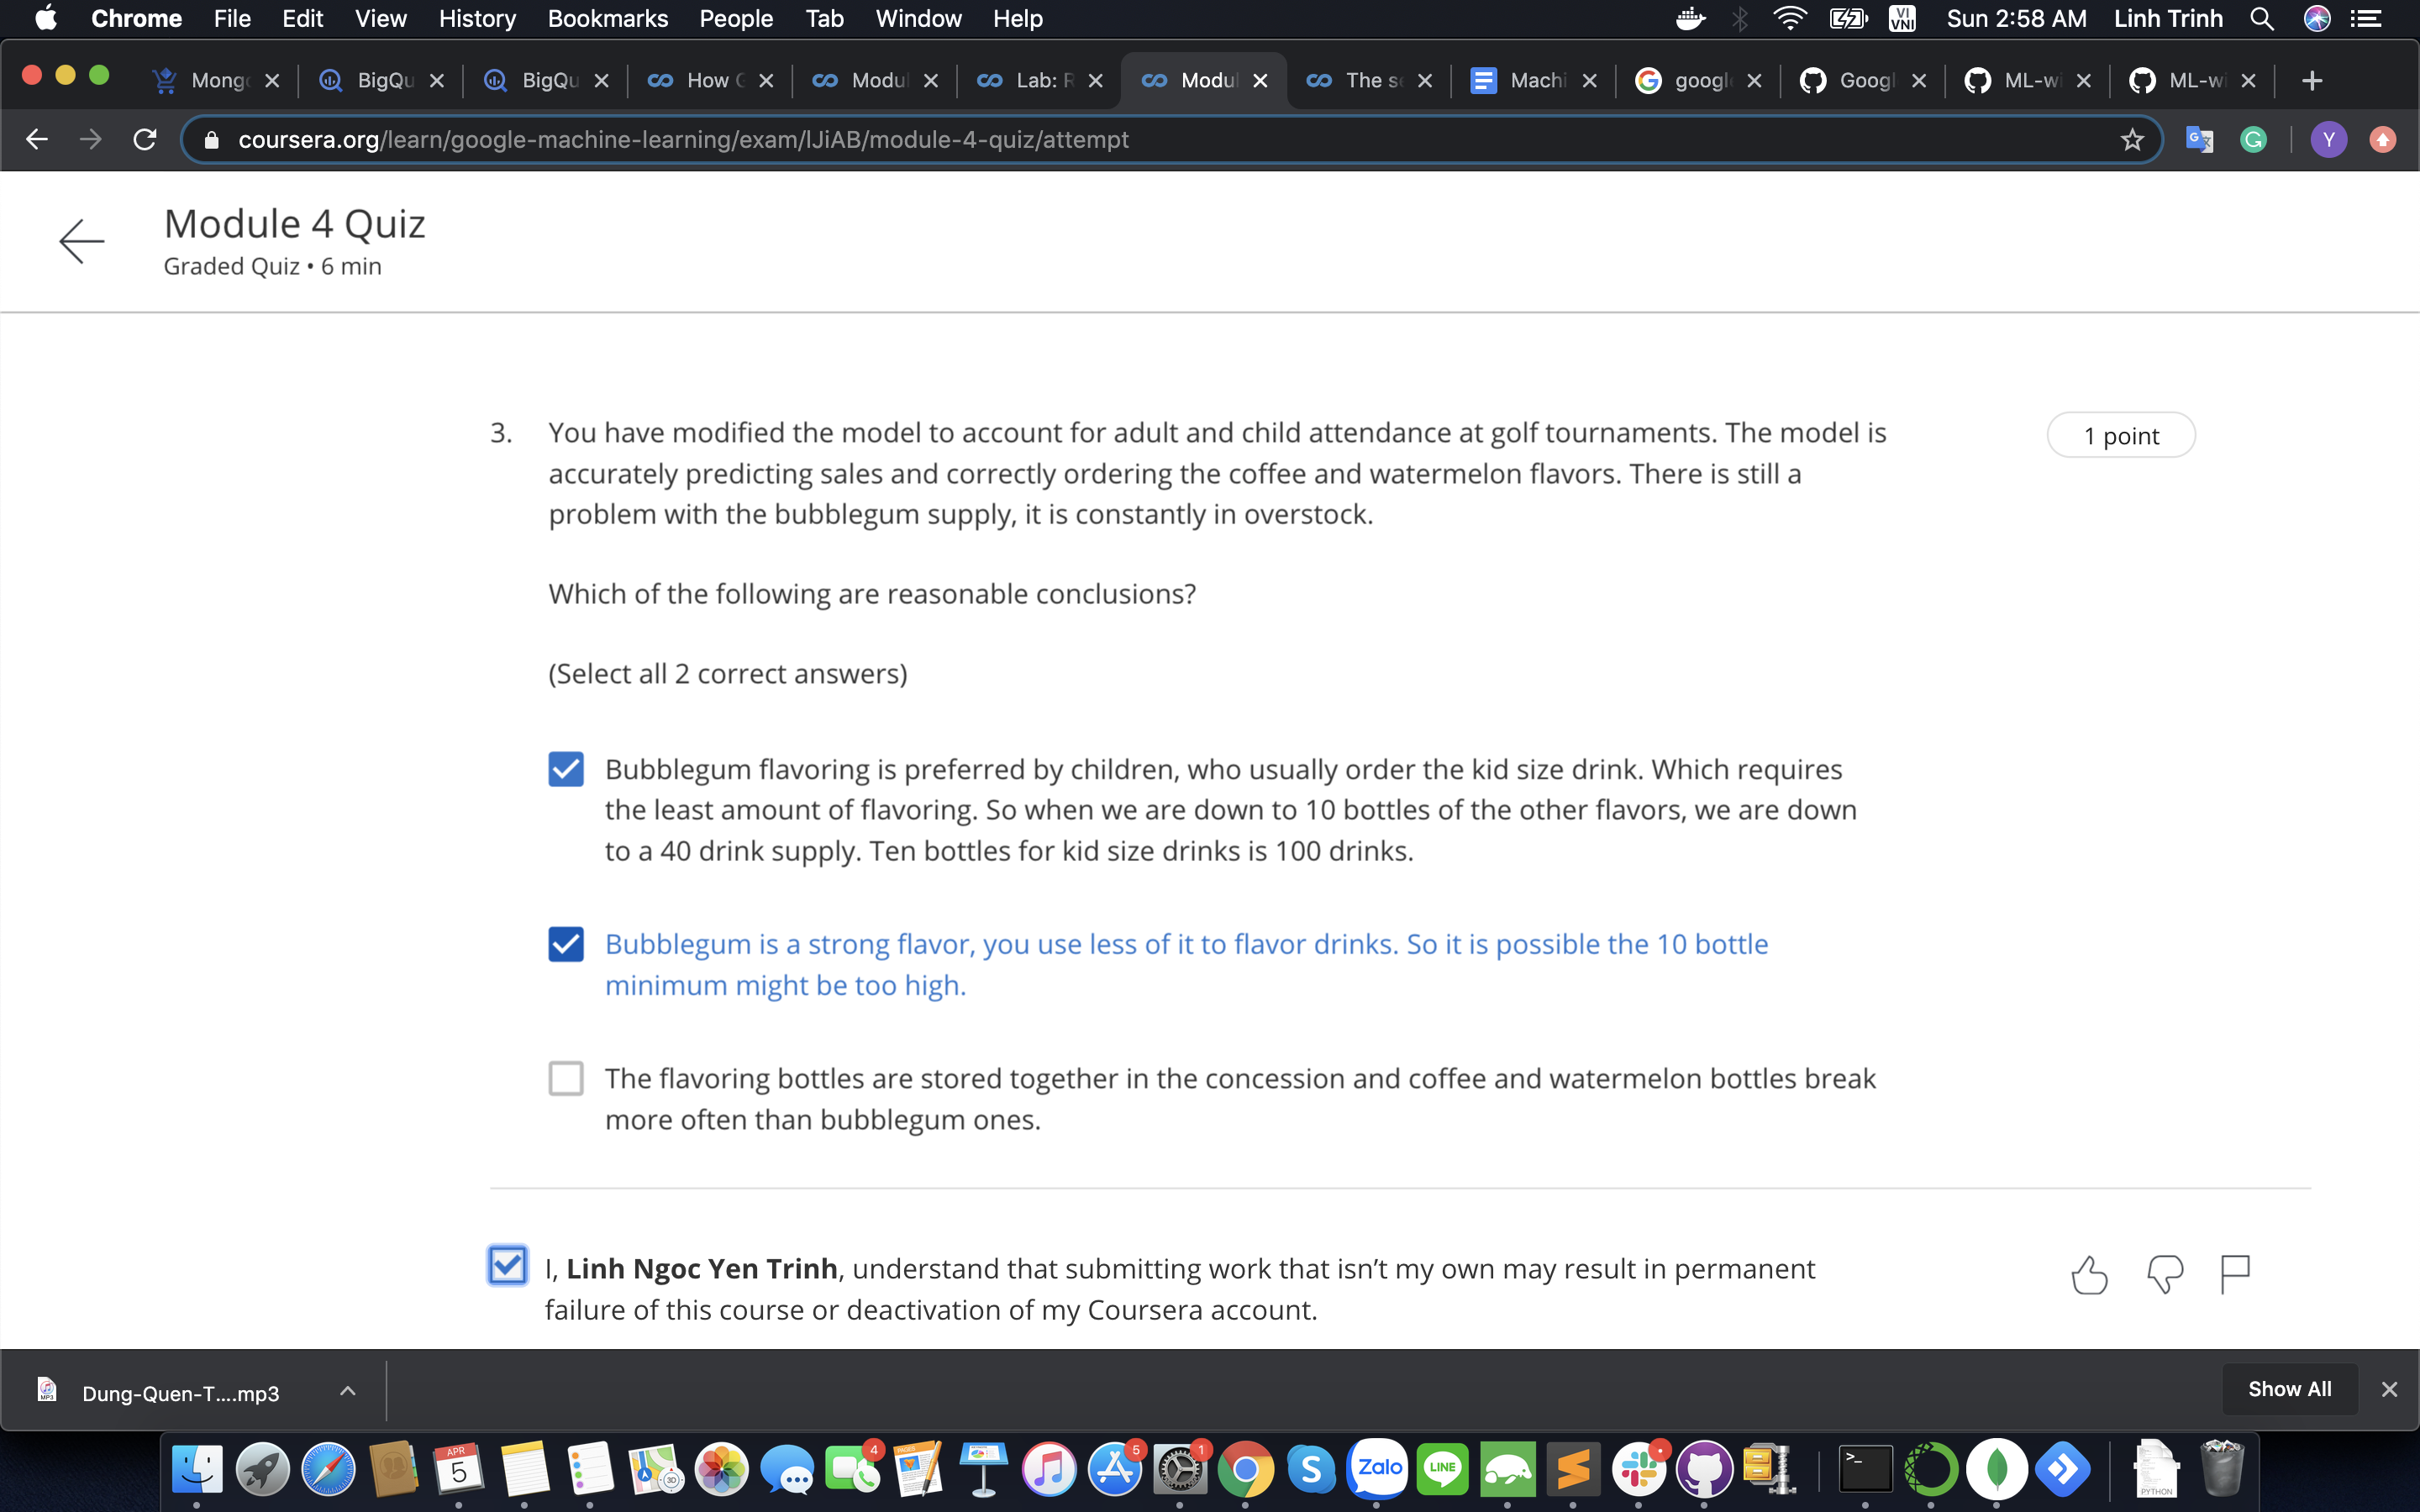 Chrome File Edit View History Bookmarks People Tab Window Help VI VNI Sun 2:58 AM Linh Trinh
Mong BigQu BigQu How G Modul Lab: R Modul The se Machi googl Googl ML-wi ML-wi
coursera.org/learn/google-machine-learning/exam/lJiAB/module-4-quiz/attempt Y
Module 4 Quiz
Graded Quiz • 6 min
3. You have modified the model to account for adult and child attendance at golf tournaments. The model is 1 point
accurately predicting sales and correctly ordering the coffee and watermelon flavors. There is still a
problem with the bubblegum supply, it is constantly in overstock.
Which of the following are reasonable conclusions?
(Select all 2 correct answers)
Bubblegum flavoring is preferred by children, who usually order the kid size drink. Which requires
the least amount of flavoring. So when we are down to 10 bottles of the other flavors, we are down
to a 40 drink supply. Ten bottles for kid size drinks is 100 drinks.
Bubblegum is a strong flavor, you use less of it to flavor drinks. So it is possible the 10 bottle
minimum might be too high.
The flavoring bottles are stored together in the concession and coffee and watermelon bottles break
more often than bubblegum ones.
I, Linh Ngoc Yen Trinh, understand that submitting work that isn't my own may result in permanent
failure of this course or deactivation of my Coursera account.
MP3 Dung-Quen-T....mp3 Show All
APR 5 3D 4 PAGES 5 1 S Zalo LINE PYTHON